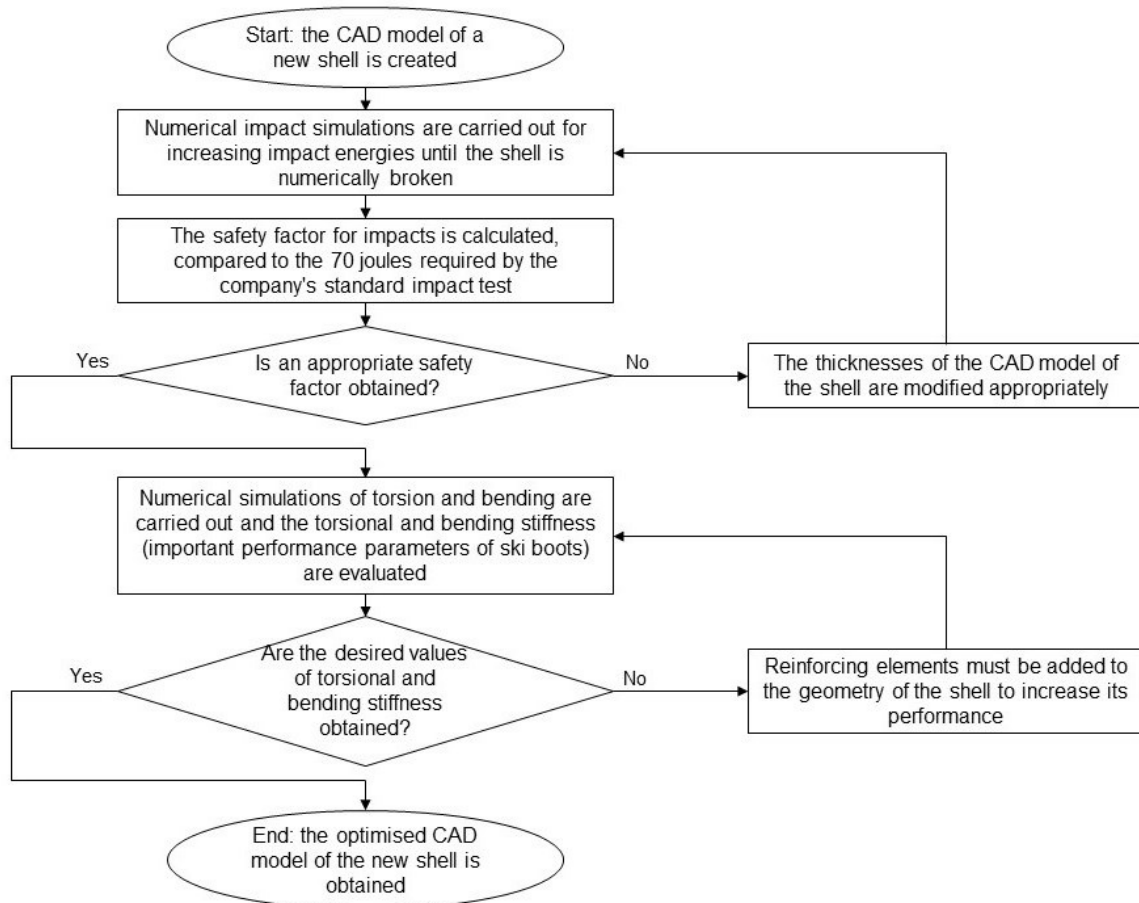 Start: the CAD model of a
new shell is created
Numerical impact simulations are carried out for
increasing impact energies until the shell is
numerically broken
The safety factor for impacts is calculated,
compared to the 70 joules required by the
company's standard impact test
Yes
Is an appropriate safety
factor obtained?
No
The thicknesses of the CAD model of
the shell are modified appropriately
Numerical simulations of torsion and bending are
carried out and the torsional and bending stiffness
(important performance parameters of ski boots)
are evaluated
Yes
Are the desired values
of torsional and
bending stiffness
obtained?
No
Reinforcing elements must be added to
the geometry of the shell to increase its
performance
End: the optimised CAD
model of the new shell is
obtained